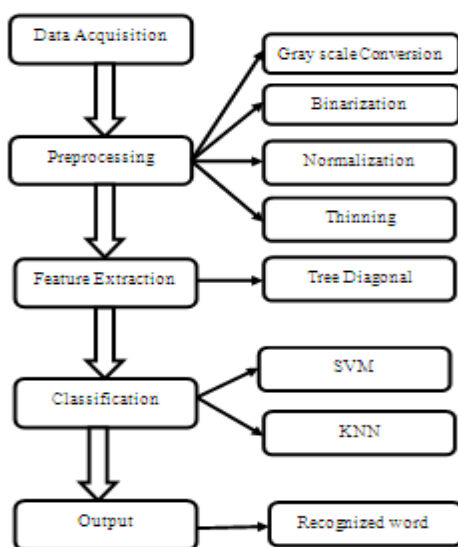 Data Acquisition
Gray scale Conversion
Binarization
Preprocessing
Normalization
Thinning
Feature Extraction
Tree Diagonal
SVM
Classification
KNN
Output
Recognized word